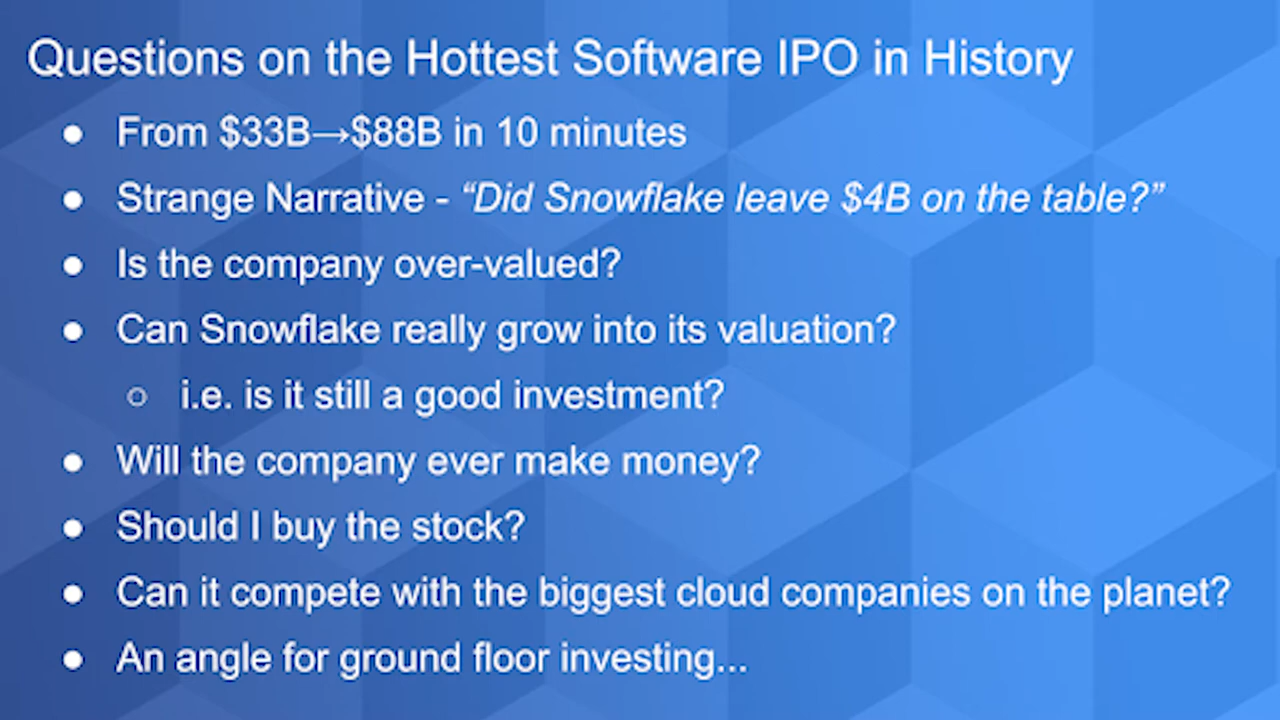 Questions on the Hottest Software IPO in History
● From $33B→$88B in 10 minutes
● Strange Narrative - “Did Snowflake leave $4B on the table?”
● Is the company over-valued?
● Can Snowflake really grow into its valuation?
○ i.e. is it still a good investment?
● Will the company ever make money?
● Should I buy the stock?
● Can it compete with the biggest cloud companies on the planet?
● An angle for ground floor investing...